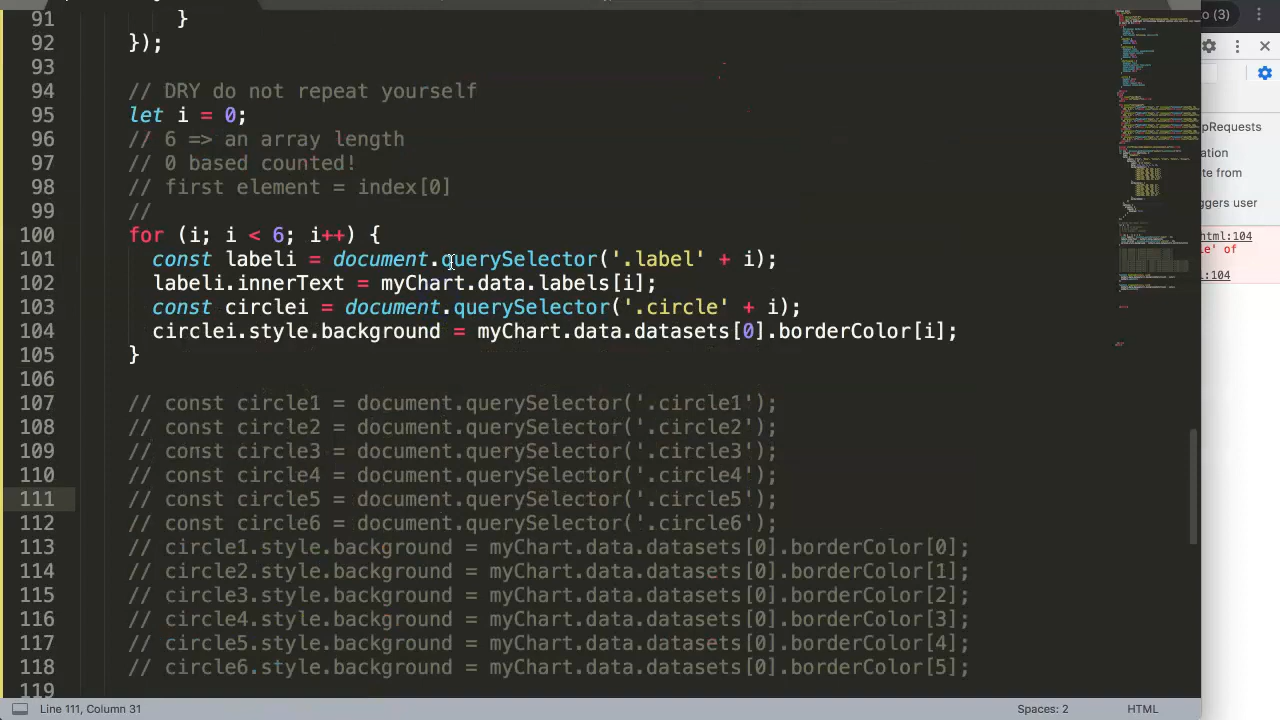 91 }
92 });
93
94 // DRY do not repeat yourself
95 let i = 0;
96 // 6 => an array length
97 // 0 based counted!
98 // first element = index[0]
99 //
100 for (i; i < 6; i++) {
101 const labeli = document.querySelector('.label' + i);
102 labeli.innerText = myChart.data.labels[i];
103 const circlei = document.querySelector('.circle' + i);
104 circlei.style.background = myChart.data.datasets[0].borderColor[i];
105 }
106
107 // const circle1 = document.querySelector('.circle1');
108 // const circle2 = document.querySelector('.circle2');
109 // const circle3 = document.querySelector('.circle3');
110 // const circle4 = document.querySelector('.circle4');
111 // const circle5 = document.querySelector('.circle5');
112 // const circle6 = document.querySelector('.circle6');
113 // circle1.style.background = myChart.data.datasets[0].borderColor[0];
114 // circle2.style.background = myChart.data.datasets[0].borderColor[1];
115 // circle3.style.background = myChart.data.datasets[0].borderColor[2];
116 // circle4.style.background = myChart.data.datasets[0].borderColor[3];
117 // circle5.style.background = myChart.data.datasets[0].borderColor[4];
118 // circle6.style.background = myChart.data.datasets[0].borderColor[5];
119
Line 111, Column 31
Spaces: 2
HTML
o (3)
pRequests
ation
te from
ggers user
html:104
le' of
:104